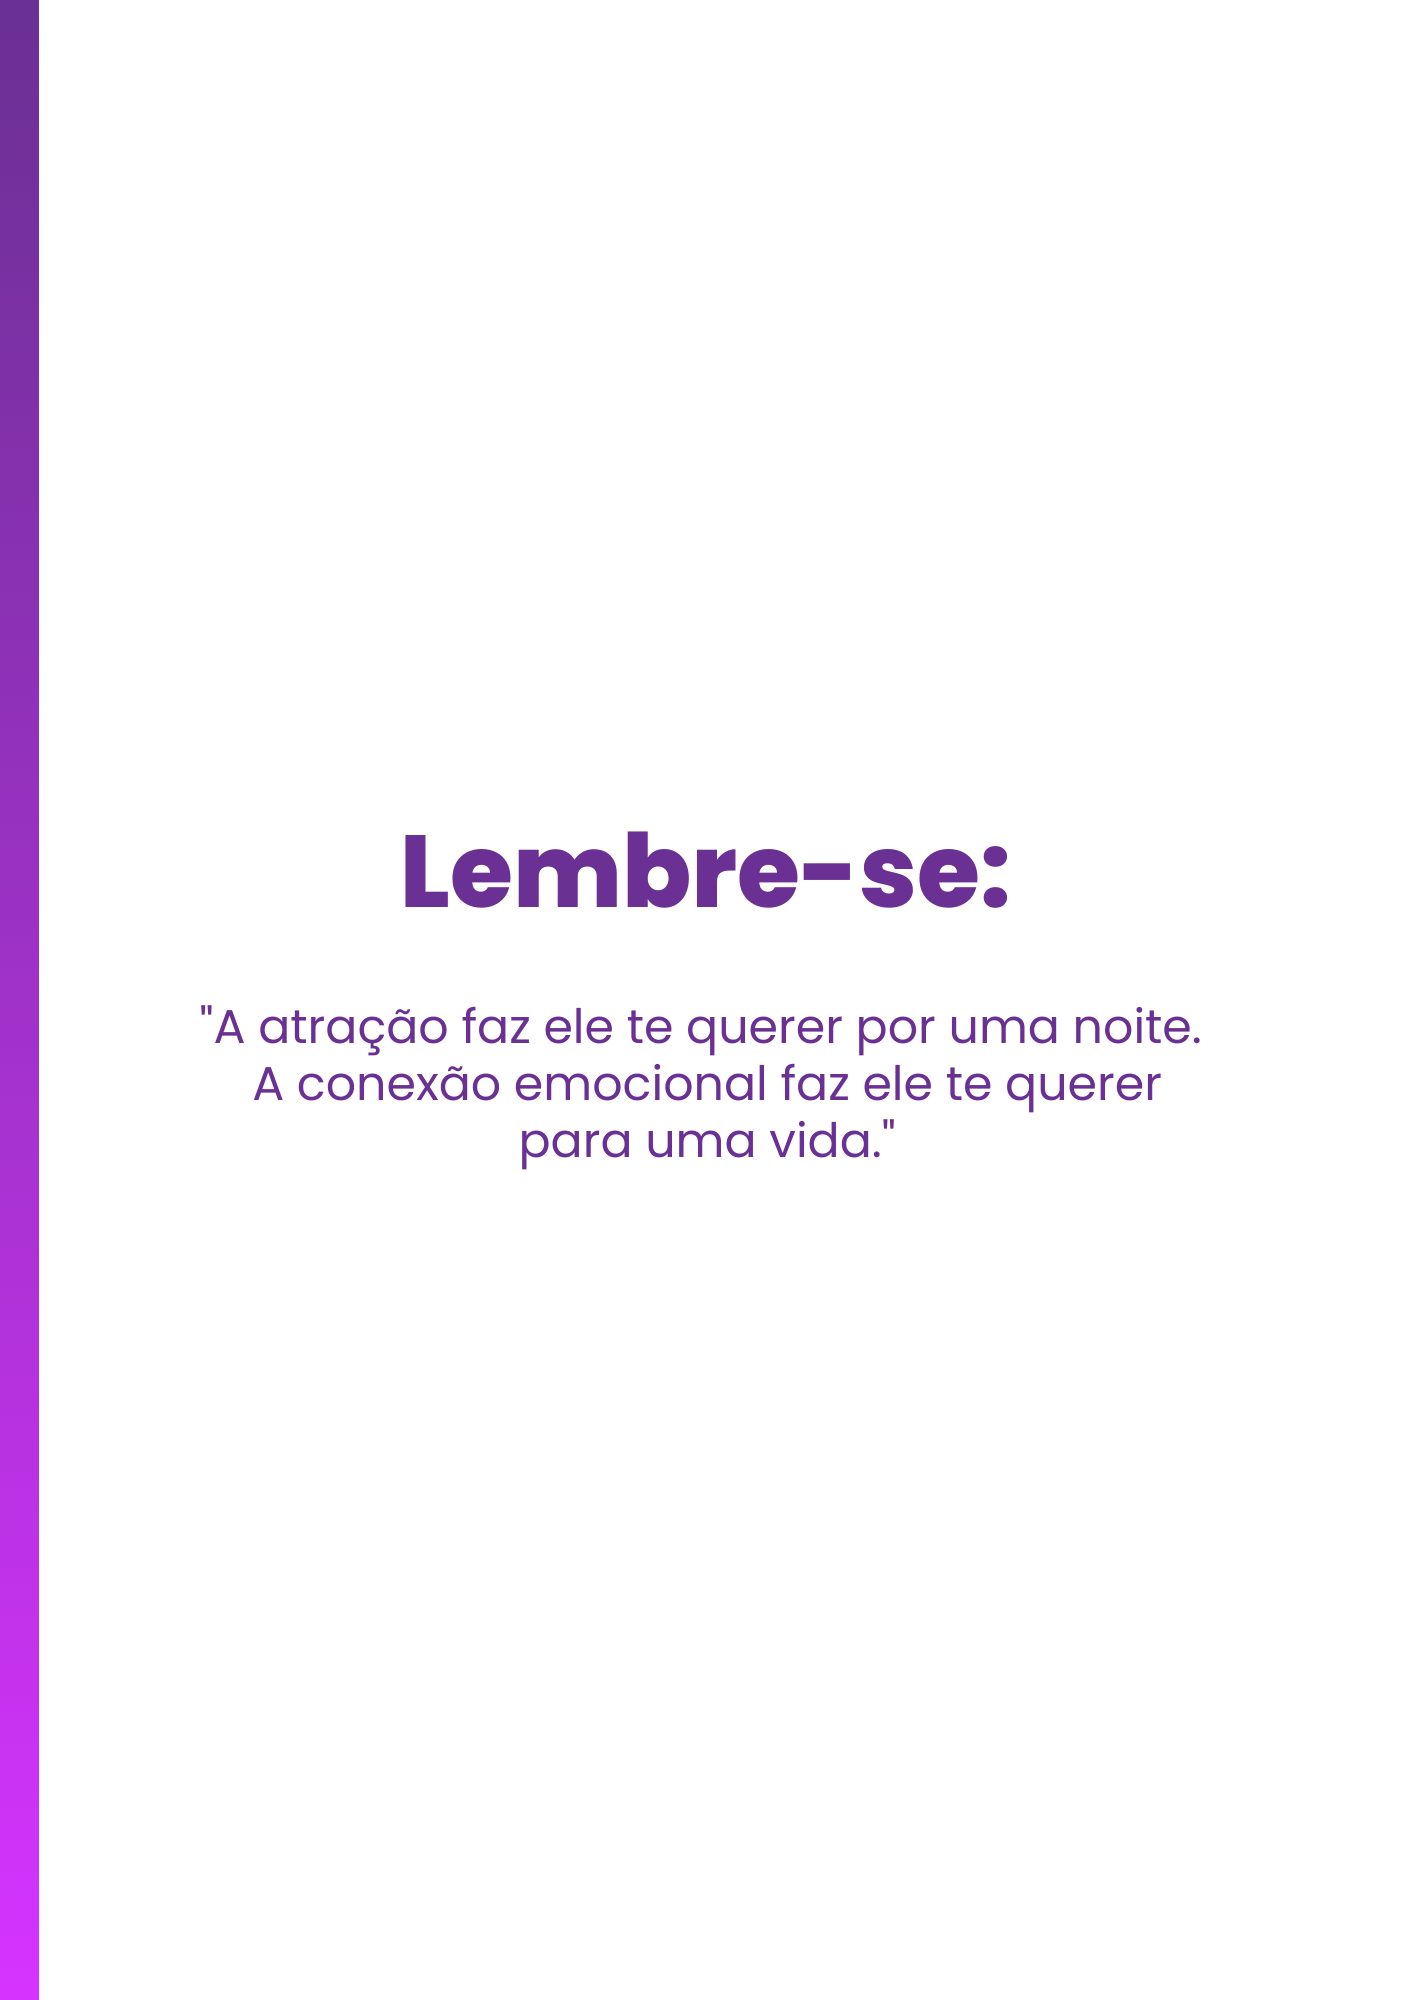 Lembre-se:
"A atração faz ele te querer por uma noite.
A conexão emocional faz ele te querer
para uma vida."